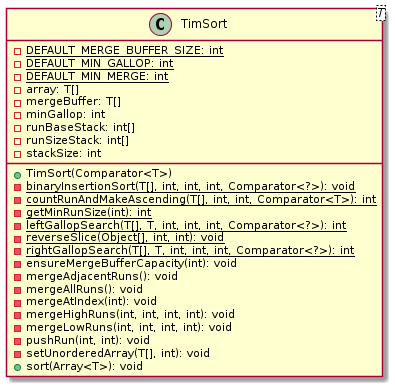 C TimSort
T
DEFAULT_MERGE_BUFFER_SIZE: int
DEFAULT_MIN_GALLOP: int
DEFAULT_MIN_MERGE: int
array: T[]
mergeBuffer: T[]
minGallop: int
runBaseStack: int[]
runSizeStack: int[]
stackSize: int
TimSort(Comparator<T>)
binaryInsertionSort(T[], int, int, int, Comparator<?>): void
countRunAndMakeAscending(T[], int, int, Comparator<T>): int
getMinRunSize(int): int
leftGallopSearch(T[], T, int, int, int, Comparator<?>): int
reverseSlice(Object[], int, int): void
rightGallopSearch(T[], T, int, int, int, Comparator<?>): int
ensureMergeBufferCapacity(int): void
mergeAdjacentRuns(): void
mergeAllRuns(): void
mergeAtIndex(int): void
mergeHighRuns(int, int, int, int): void
mergeLowRuns(int, int, int, int): void
pushRun(int, int): void
setUnorderedArray(T[], int): void
sort(Array<T>): void